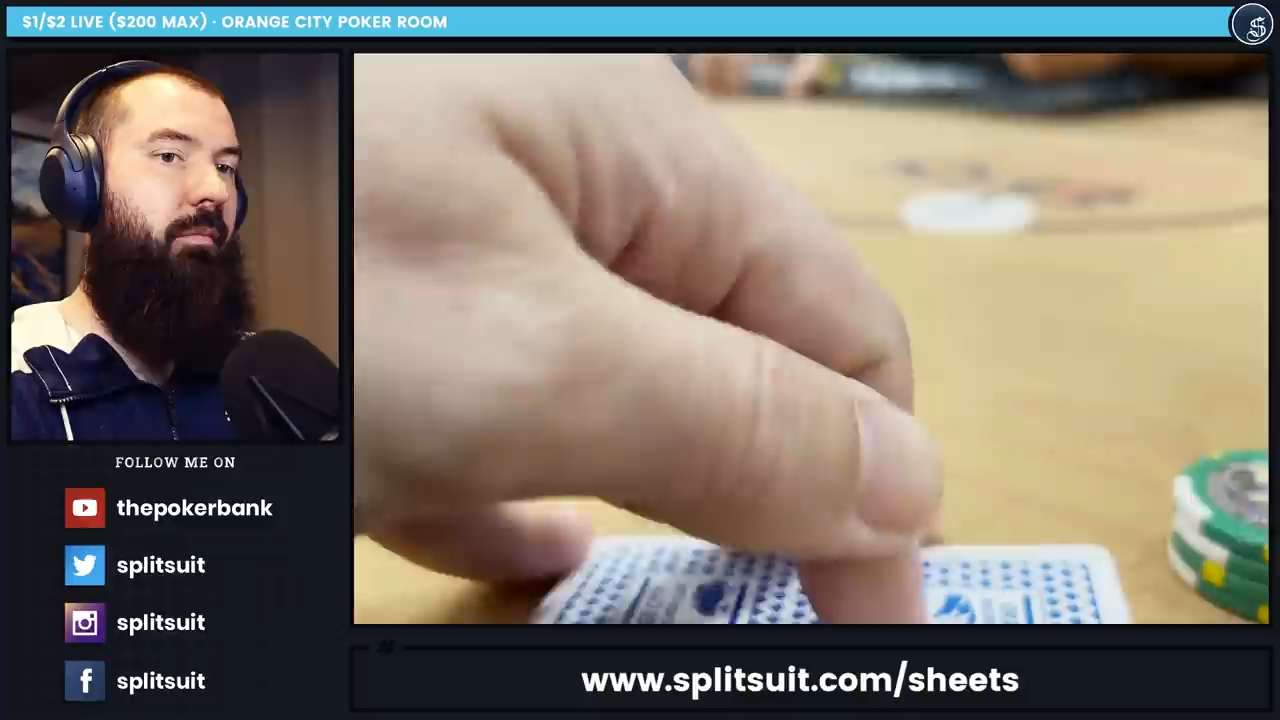 $1/$2 LIVE ($200 MAX) · ORANGE CITY POKER ROOM
FOLLOW ME ON
thepokerbank
splitsuit
splitsuit
splitsuit
www.splitsuit.com/sheets